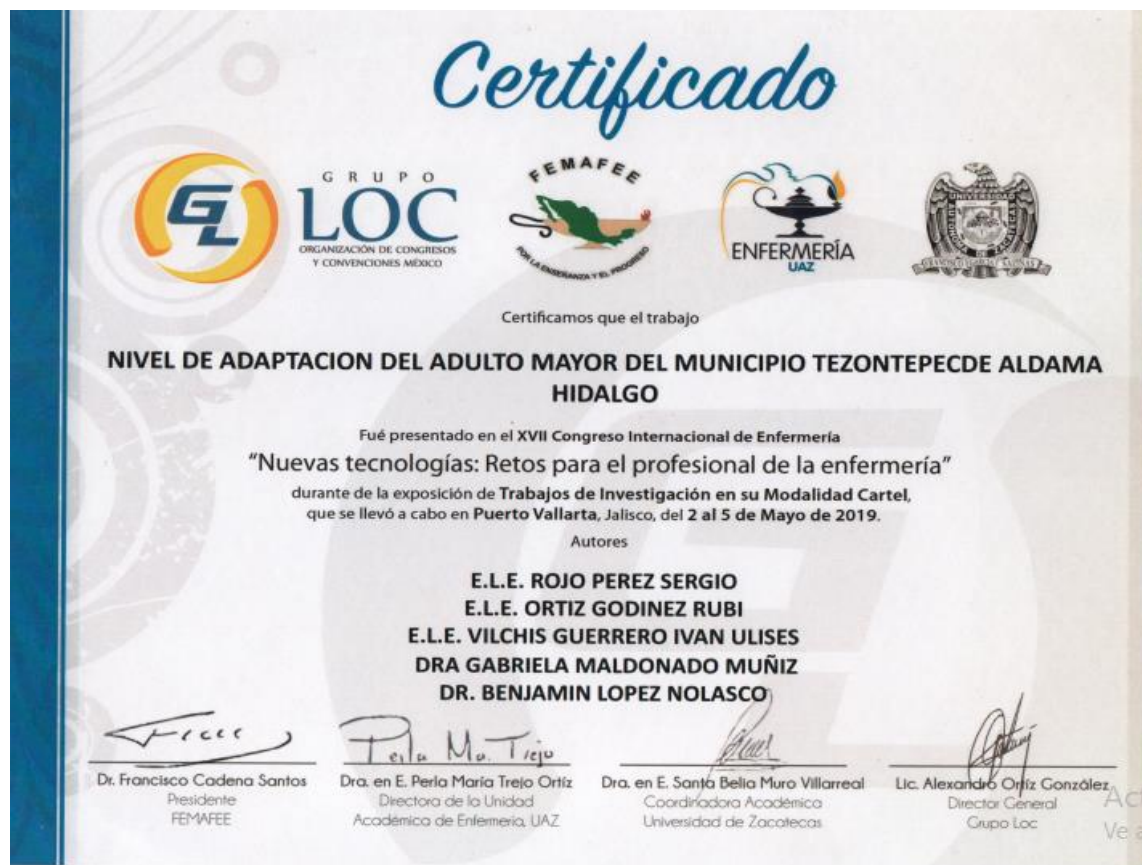 Certificado
GL
GRUPO
LOC
ORGANIZACIÓN DE CONGRESOS
Y CONVENCIONES MÉXICO
FEMAFEE
POR LA ENSEÑANZA Y EL PROGRESO
ENFERMERÍA
UAZ
Certificamos que el trabajo
NIVEL DE ADAPTACION DEL ADULTO MAYOR DEL MUNICIPIO TEZONTEPECDE ALDAMA
HIDALGO
Fué presentado en el XVII Congreso Internacional de Enfermería
"Nuevas tecnologías: Retos para el profesional de la enfermería"
durante de la exposición de Trabajos de Investigación en su Modalidad Cartel,
que se llevó a cabo en Puerto Vallarta, Jalisco, del 2 al 5 de Mayo de 2019.
Autores
E.L.E. ROJO PEREZ SERGIO
E.L.E. ORTIZ GODINEZ RUBI
E.L.E. VILCHIS GUERRERO IVAN ULISES
DRA GABRIELA MALDONADO MUÑIZ
DR. BENJAMIN LOPEZ NOLASCO
Perla Ma. Trejo
Dr. Francisco Cadena Santos
Presidente
FEMAFEE
Dra. en E. Perla María Trejo Ortíz
Directora de la Unidad
Académica de Enfermería, UAZ
Dra. en E. Santa Belia Muro Villarreal
Coordinadora Académica
Universidad de Zacatecas
Lic. Alexandro Ortíz González
Director General
Grupo Loc